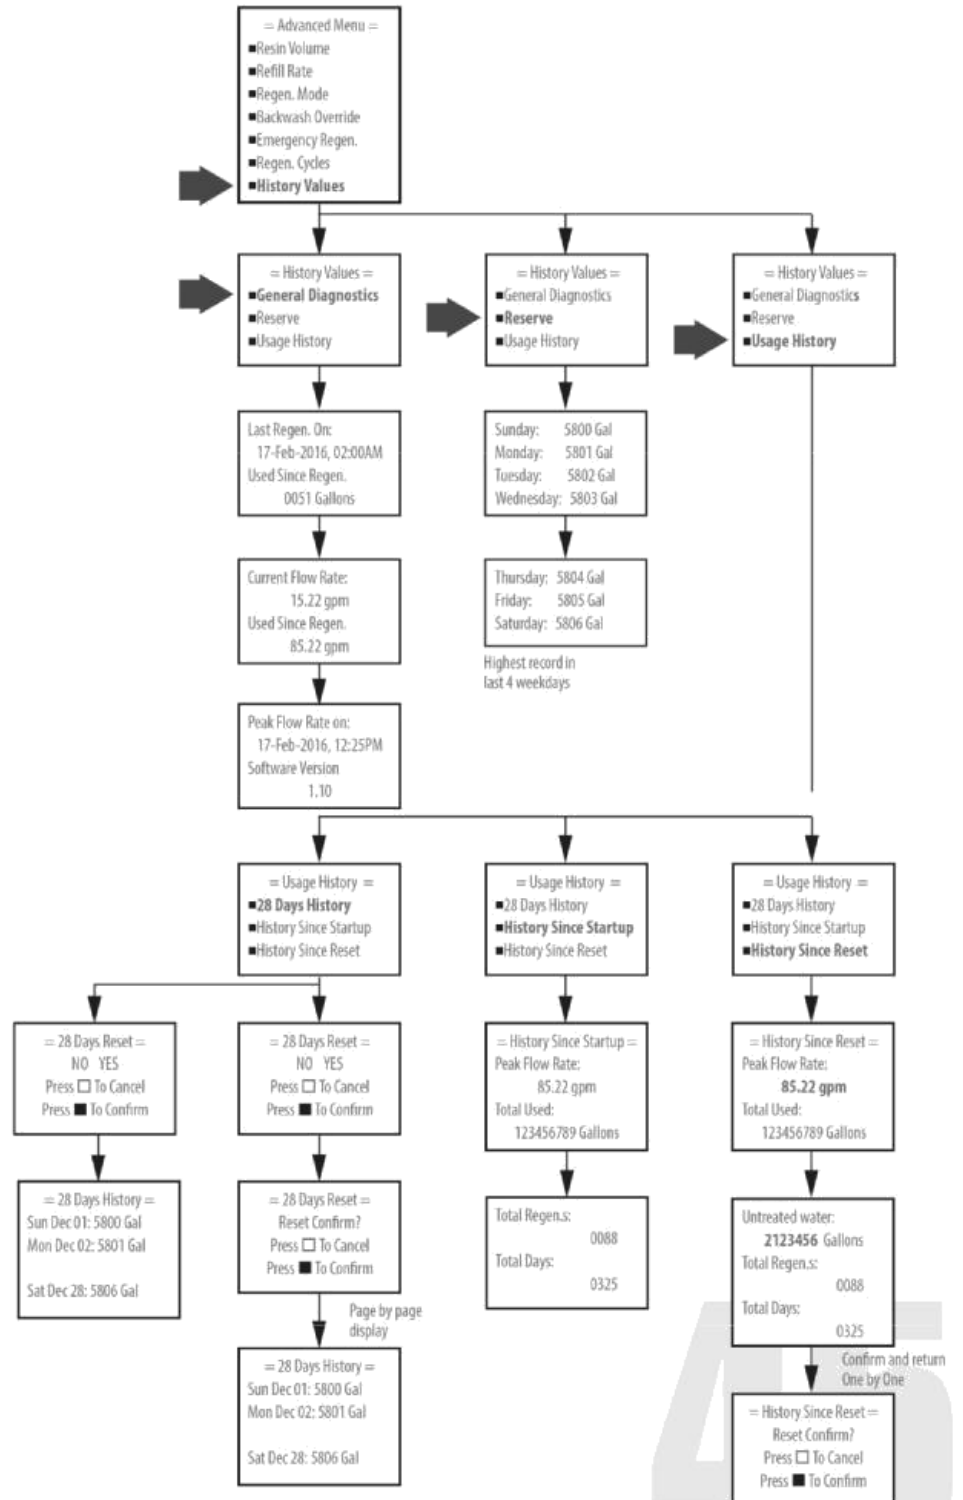 = Advanced Menu =
■Resin Volume
■Refill Rate
■Regen. Mode
■Backwash Override
■Emergency Regen.
■Regen. Cycles
■History Values
= History Values =
■General Diagnostics
■Reserve
■Usage History
= History Values =
■General Diagnostics
■Reserve
■Usage History
= History Values =
■General Diagnostics
■Reserve
■Usage History
Last Regen. On:
17-Feb-2016, 02:00AM
Used Since Regen.
0051 Gallons
Sunday: 5800 Gal
Monday: 5801 Gal
Tuesday: 5802 Gal
Wednesday: 5803 Gal
Current Flow Rate:
15.22 gpm
Used Since Regen.
85.22 gpm
Thursday: 5804 Gal
Friday: 5805 Gal
Saturday: 5806 Gal
Highest record in
last 4 weekdays
Peak Flow Rate on:
17-Feb-2016, 12:25PM
Software Version
1.10
= Usage History =
■28 Days History
■History Since Startup
■History Since Reset
= Usage History =
■28 Days History
■History Since Startup
■History Since Reset
= Usage History =
■28 Days History
■History Since Startup
■History Since Reset
= 28 Days Reset =
NO YES
Press □ To Cancel
Press ■ To Confirm
= 28 Days Reset =
NO YES
Press □ To Cancel
Press ■ To Confirm
= History Since Startup =
Peak Flow Rate:
85.22 gpm
Total Used:
123456789 Gallons
= History Since Reset =
Peak Flow Rate:
85.22 gpm
Total Used:
123456789 Gallons
= 28 Days History =
Sun Dec 01: 5800 Gal
Mon Dec 02: 5801 Gal
Sat Dec 28: 5806 Gal
= 28 Days Reset =
Reset Confirm?
Press □ To Cancel
Press ■ To Confirm
Total Regen.s:
0088
Total Days:
0325
Untreated water:
2123456 Gallons
Total Regen.s:
0088
Total Days:
0325
Page by page
display
Confirm and return
One by One
= 28 Days History =
Sun Dec 01: 5800 Gal
Mon Dec 02: 5801 Gal
Sat Dec 28: 5806 Gal
= History Since Reset =
Reset Confirm?
Press □ To Cancel
Press ■ To Confirm
45